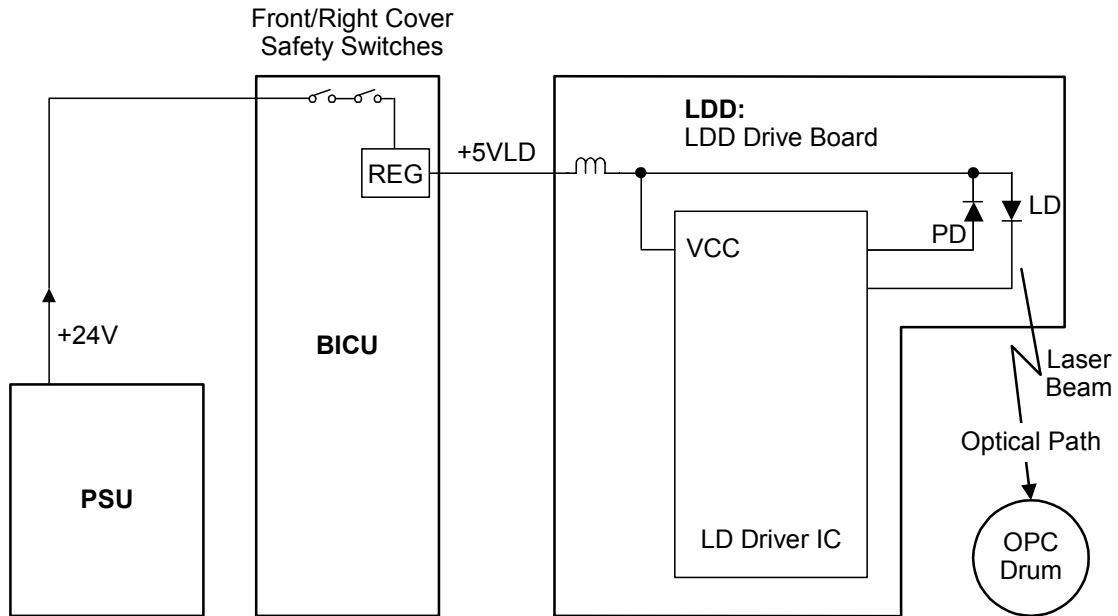 Front/Right Cover
Safety Switches
LDD:
LDD Drive Board
+5VLD
REG
LD
PD
VCC
+24V
BICU
Laser
Beam
Optical Path
PSU
LD Driver IC
OPC
Drum